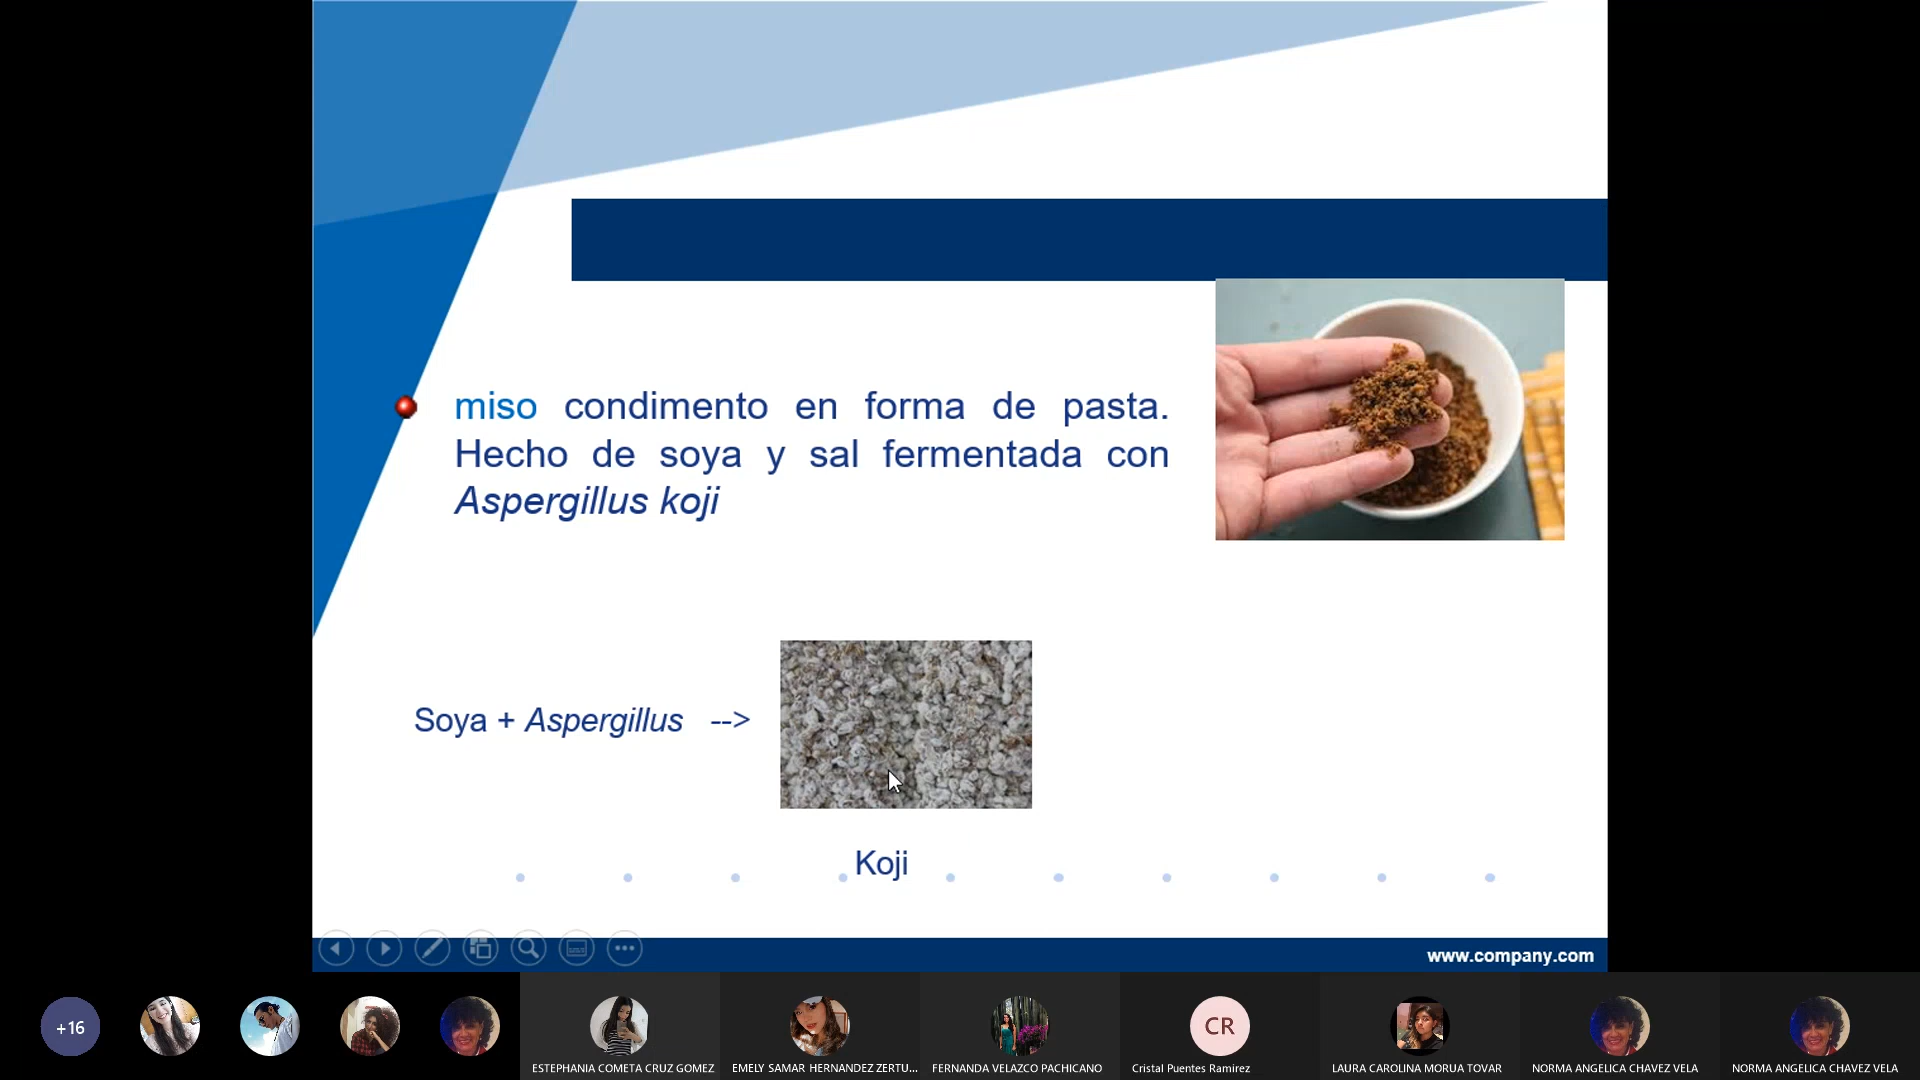 miso condimento en forma de pasta.
Hecho de soya y sal fermentada con
Aspergillus koji
Soya + Aspergillus -->
Koji
www.company.com
+16
CR
ESTEPHANIA COMETA CRUZ GOMEZ
EMELY SAMAR HERNANDEZ ZERTU...
FERNANDA VELAZCO PACHICANO
Cristal Puentes Ramirez
LAURA CAROLINA MORUA TOVAR
NORMA ANGELICA CHAVEZ VELA
NORMA ANGELICA CHAVEZ VELA